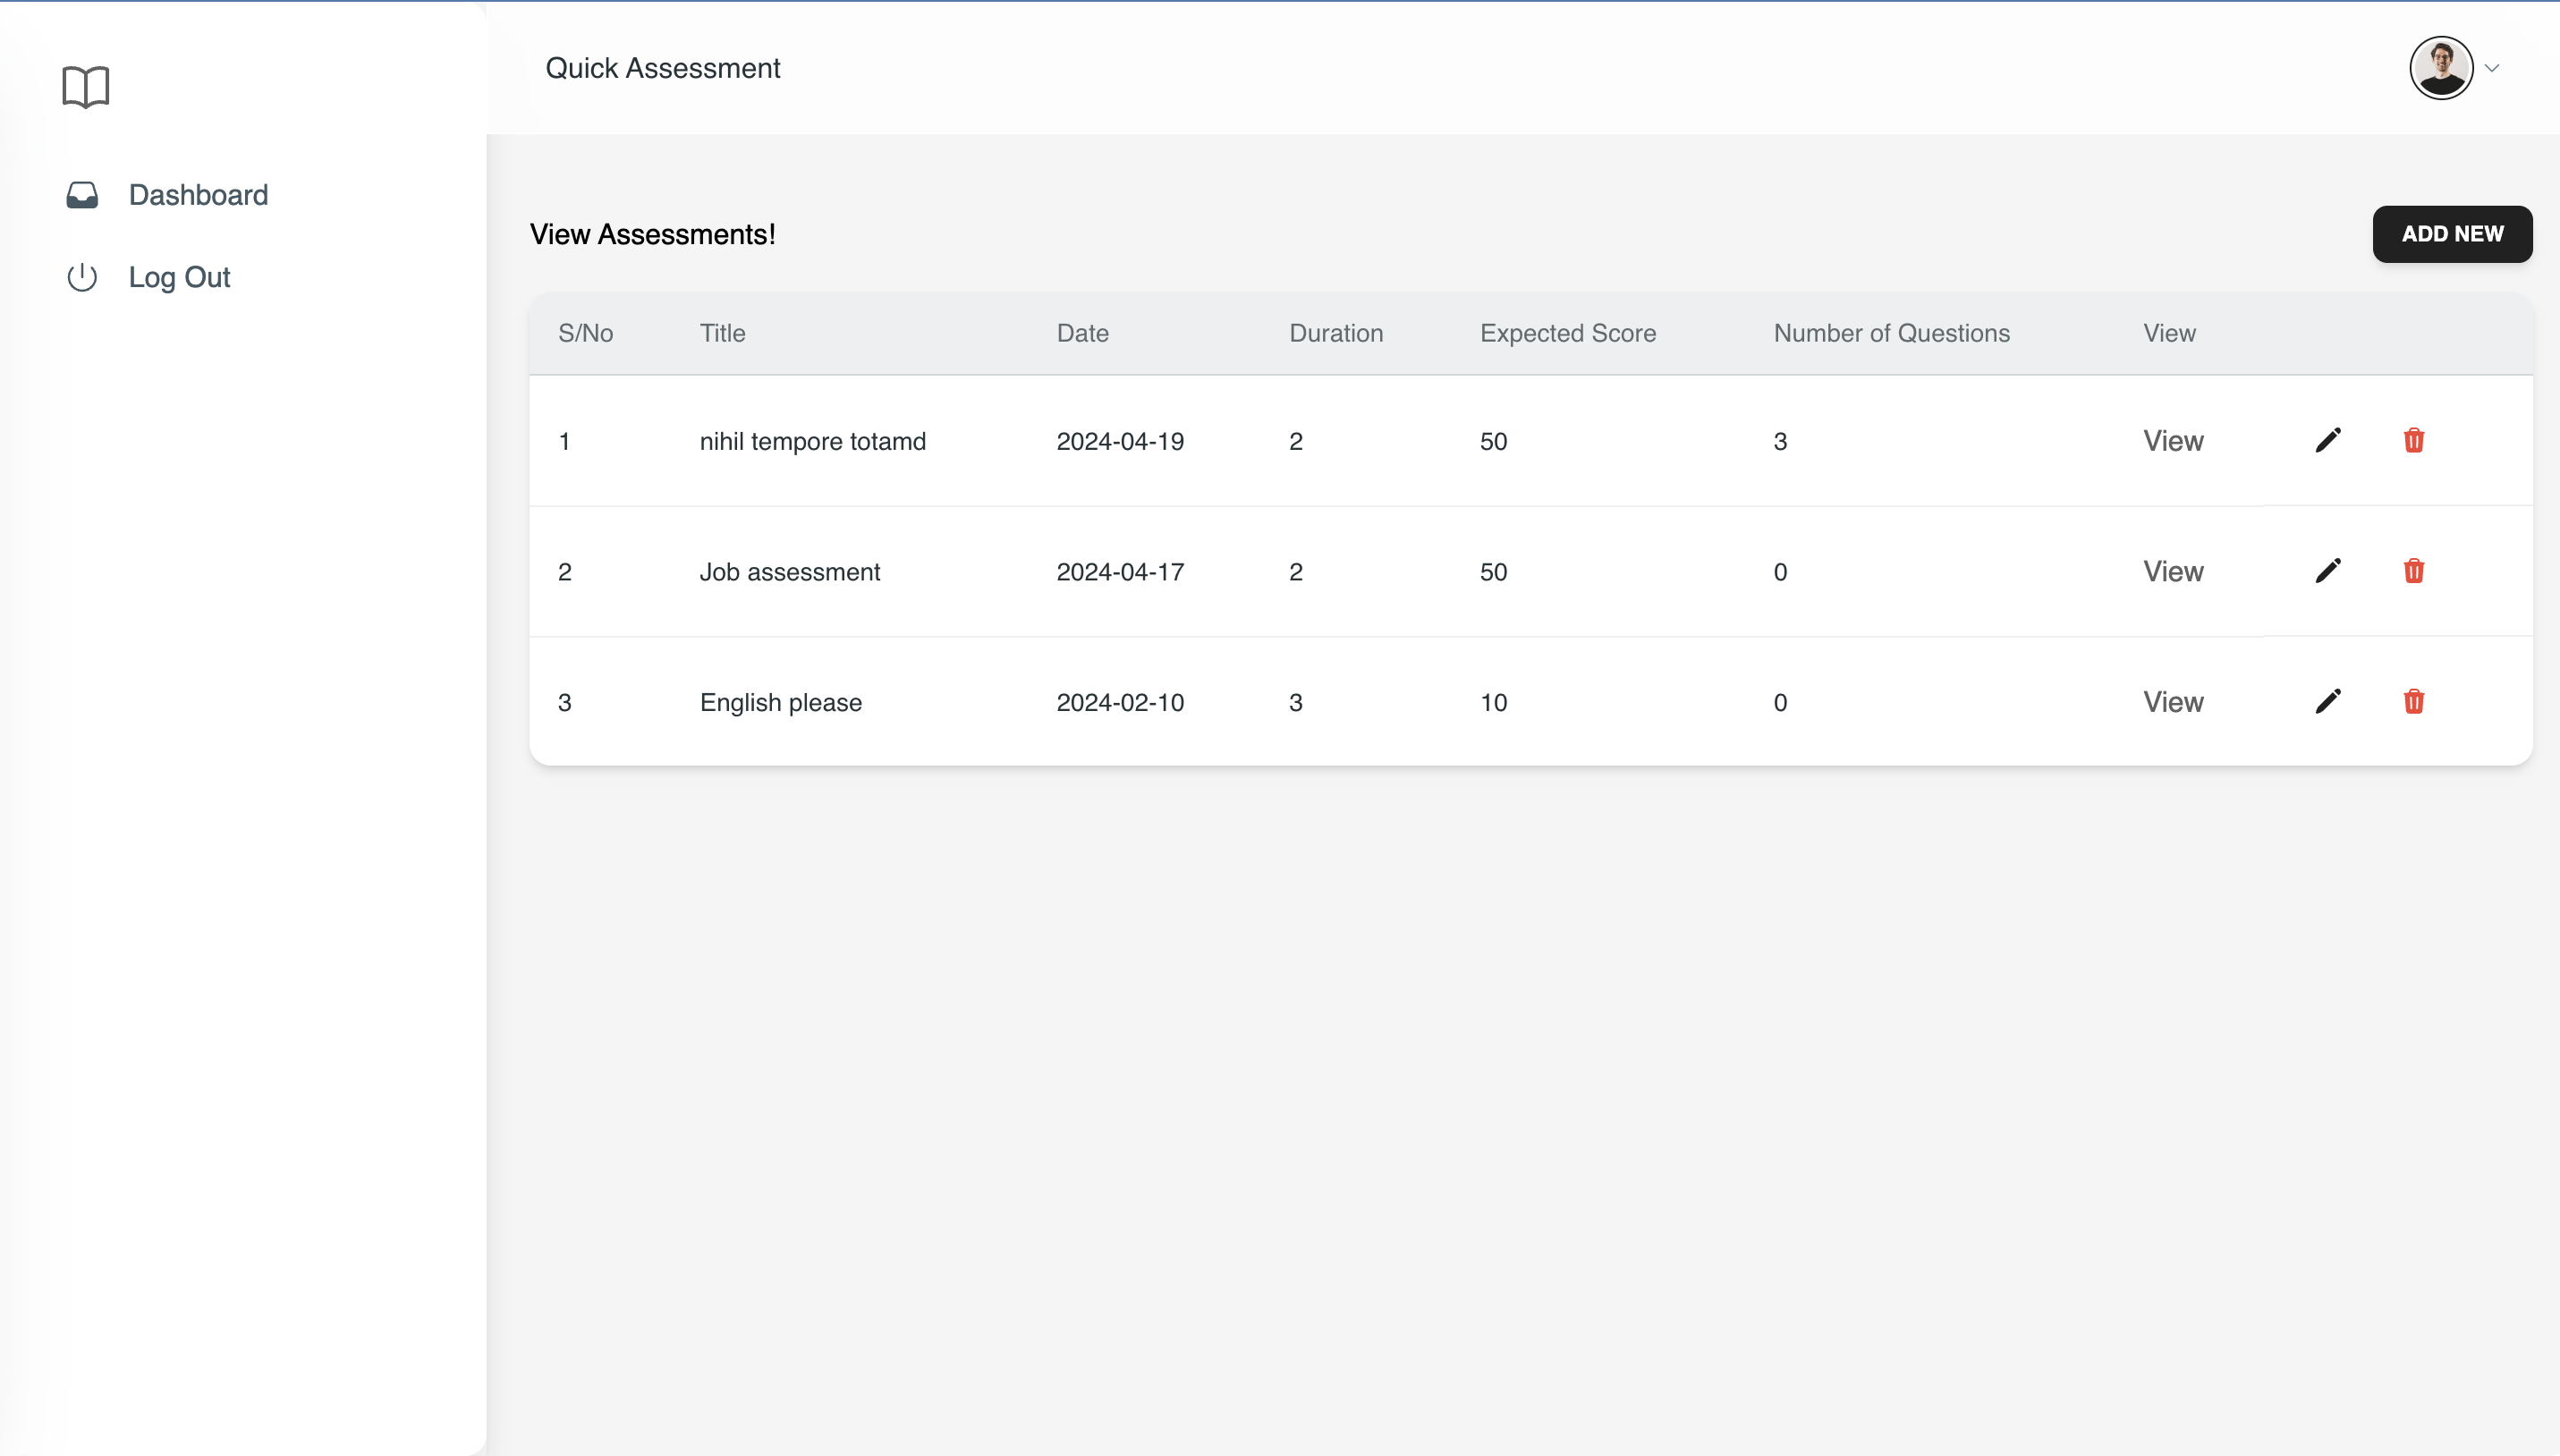 Quick Assessment
Dashboard
Log Out
View Assessments!
ADD NEW
S/No Title Date Duration Expected Score Number of Questions View
1 nihil tempore totamd 2024-04-19 2 50 3 View
2 Job assessment 2024-04-17 2 50 0 View
3 English please 2024-02-10 3 10 0 View